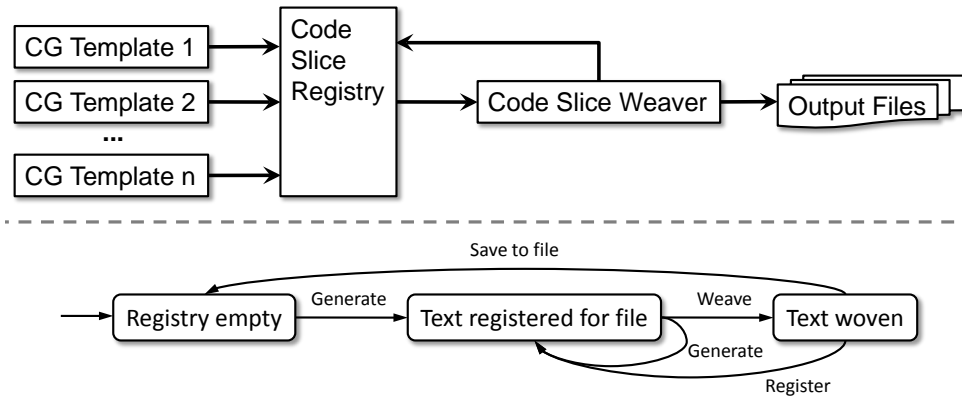 CG Template 1
CG Template 2
...
CG Template n
Code
Slice
Registry
Code Slice Weaver
Output Files
Save to file
Registry empty
Generate
Text registered for file
Weave
Text woven
Generate
Register